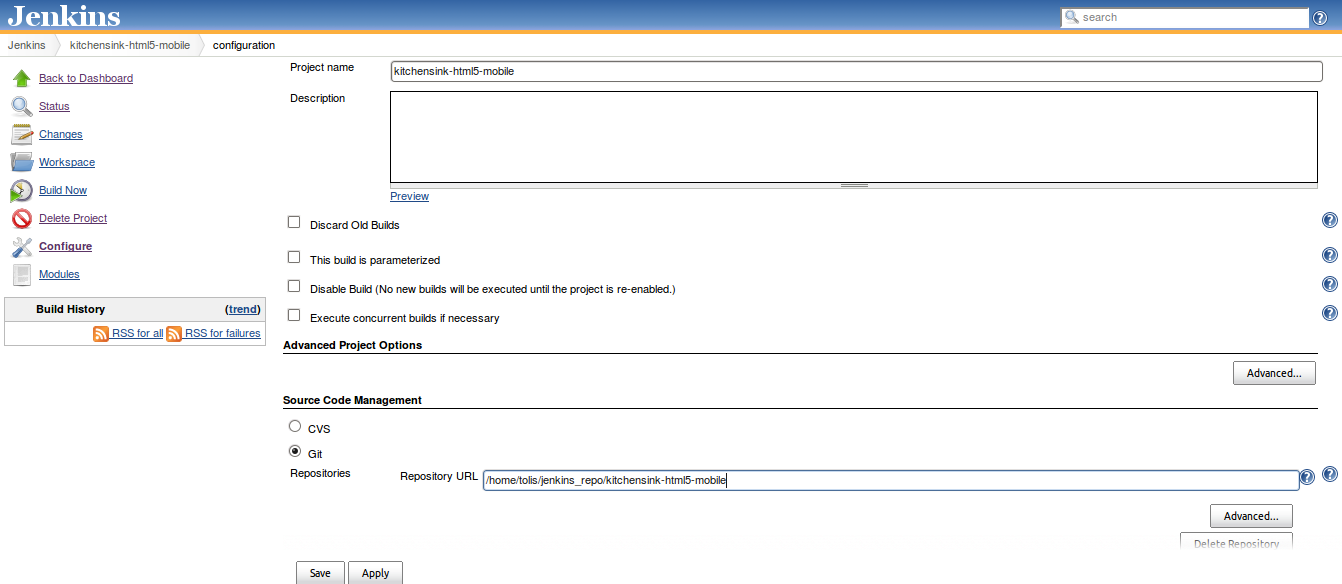 Jenkins
search
Jenkins
kitchensink-html5-mobile
configuration
Back to Dashboard
Status
Changes
Workspace
Build Now
Delete Project
Configure
Modules
Build History
(trend)
RSS for all
RSS for failures
Project name
kitchensink-html5-mobile
Description
Preview
Discard Old Builds
This build is parameterized
Disable Build (No new builds will be executed until the project is re-enabled.)
Execute concurrent builds if necessary
Advanced Project Options
Advanced...
Source Code Management
CVS
Git
Repositories
Repository URL
/home/tolis/jenkins_repo/kitchensink-html5-mobile
Advanced...
Delete Repository
Save
Apply